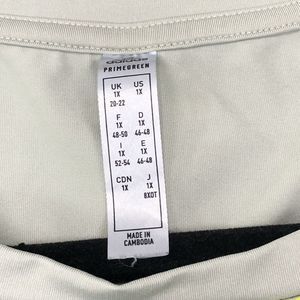 adidas
PRIMEGREEN
UK US
1X 1X
20-22
F D
1X 1X
48-50 46-48
I E
1X 1X
52-54 46-48
CDN J
1X 1X
8XOT
MADE IN
CAMBODIA